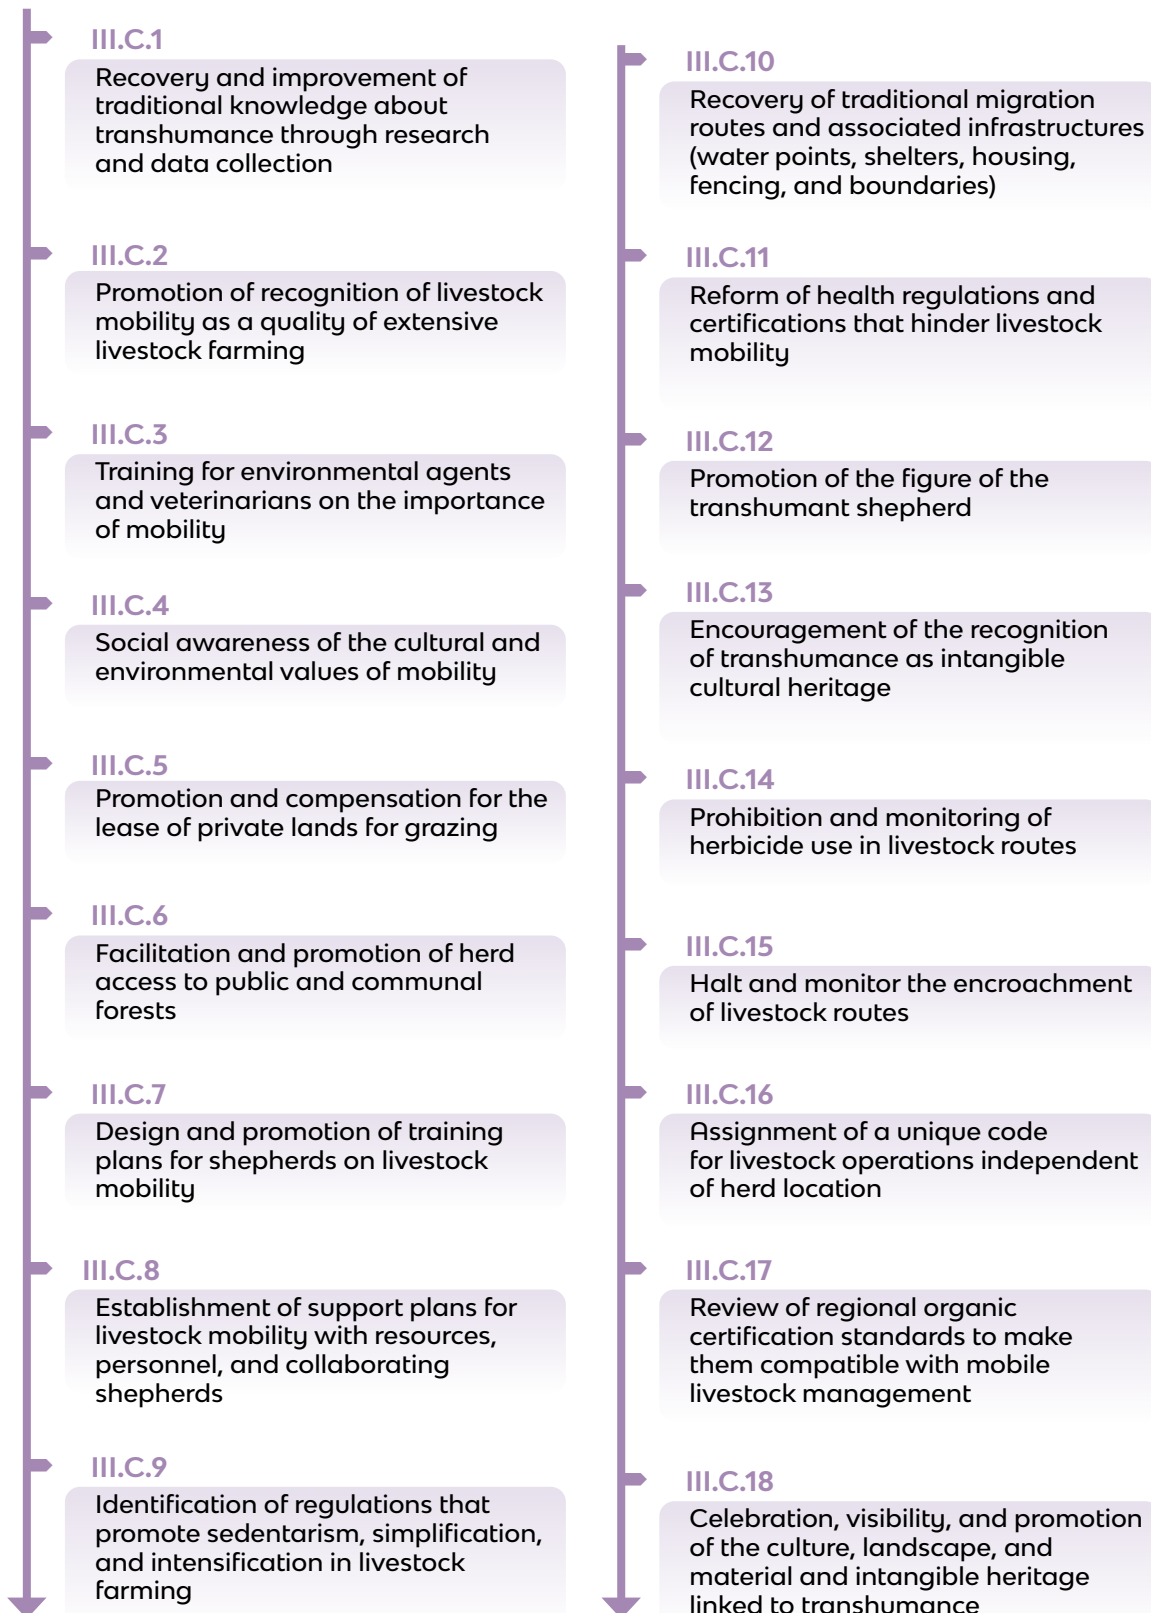 III.C.1
Recovery and improvement of
traditional knowledge about
transhumance through research
and data collection
III.C.2
Promotion of recognition of livestock
mobility as a quality of extensive
livestock farming
III.C.3
Training for environmental agents
and veterinarians on the importance
of mobility
III.C.4
Social awareness of the cultural and
environmental values of mobility
III.C.5
Promotion and compensation for the
lease of private lands for grazing
III.C.6
Facilitation and promotion of herd
access to public and communal
forests
III.C.7
Design and promotion of training
plans for shepherds on livestock
mobility
III.C.8
Establishment of support plans for
livestock mobility with resources,
personnel, and collaborating
shepherds
III.C.9
Identification of regulations that
promote sedentarism, simplification,
and intensification in livestock
farming
III.C.10
Recovery of traditional migration
routes and associated infrastructures
(water points, shelters, housing,
fencing, and boundaries)
III.C.11
Reform of health regulations and
certifications that hinder livestock
mobility
III.C.12
Promotion of the figure of the
transhumant shepherd
III.C.13
Encouragement of the recognition
of transhumance as intangible
cultural heritage
III.C.14
Prohibition and monitoring of
herbicide use in livestock routes
III.C.15
Halt and monitor the encroachment
of livestock routes
III.C.16
Assignment of a unique code
for livestock operations independent
of herd location
III.C.17
Review of regional organic
certification standards to make
them compatible with mobile
livestock management
III.C.18
Celebration, visibility, and promotion
of the culture, landscape, and
material and intangible heritage
linked to transhumance